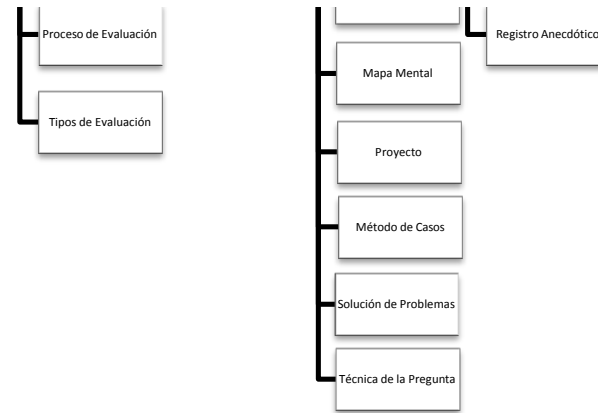 Proceso de Evaluación
Tipos de Evaluación
Mapa Mental
Proyecto
Método de Casos
Solución de Problemas
Técnica de la Pregunta
Registro Anecdótico